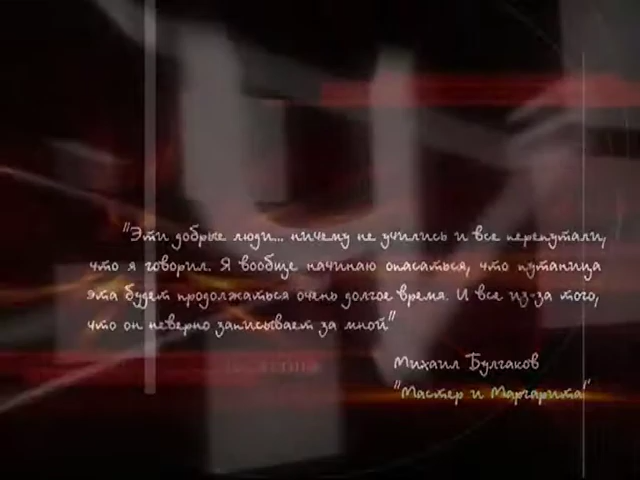 "Эти добрые люди... ничему не учились и все перепутали,
что я говорил. Я вообще начинаю опасаться, что путаница
эта будет продолжаться очень долгое время. И все из-за того,
что он неверно записывает за мной"
Михаил Булгаков
"Мастер и Маргарита"